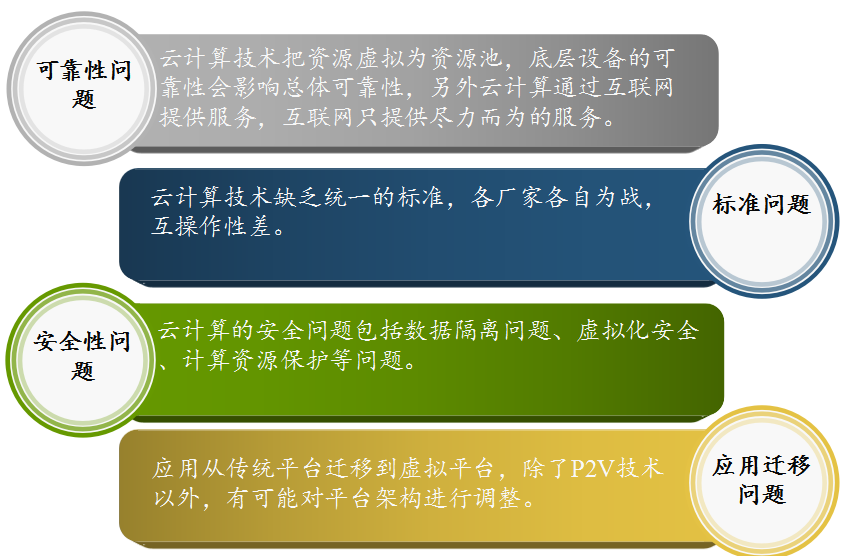 可靠性问
题
云计算技术把资源虚拟为资源池，底层设备的可
靠性会影响总体可靠性，另外云计算通过互联网
提供服务，互联网只提供尽力而为的服务。
云计算技术缺乏统一的标准，各厂家各自为战，
互操作性差。
标准问题
安全性问
题
云计算的安全问题包括数据隔离问题、虚拟化安全
、计算资源保护等问题。
应用从传统平台迁移到虚拟平台，除了P2V技术
以外，有可能对平台架构进行调整。
应用迁移
问题